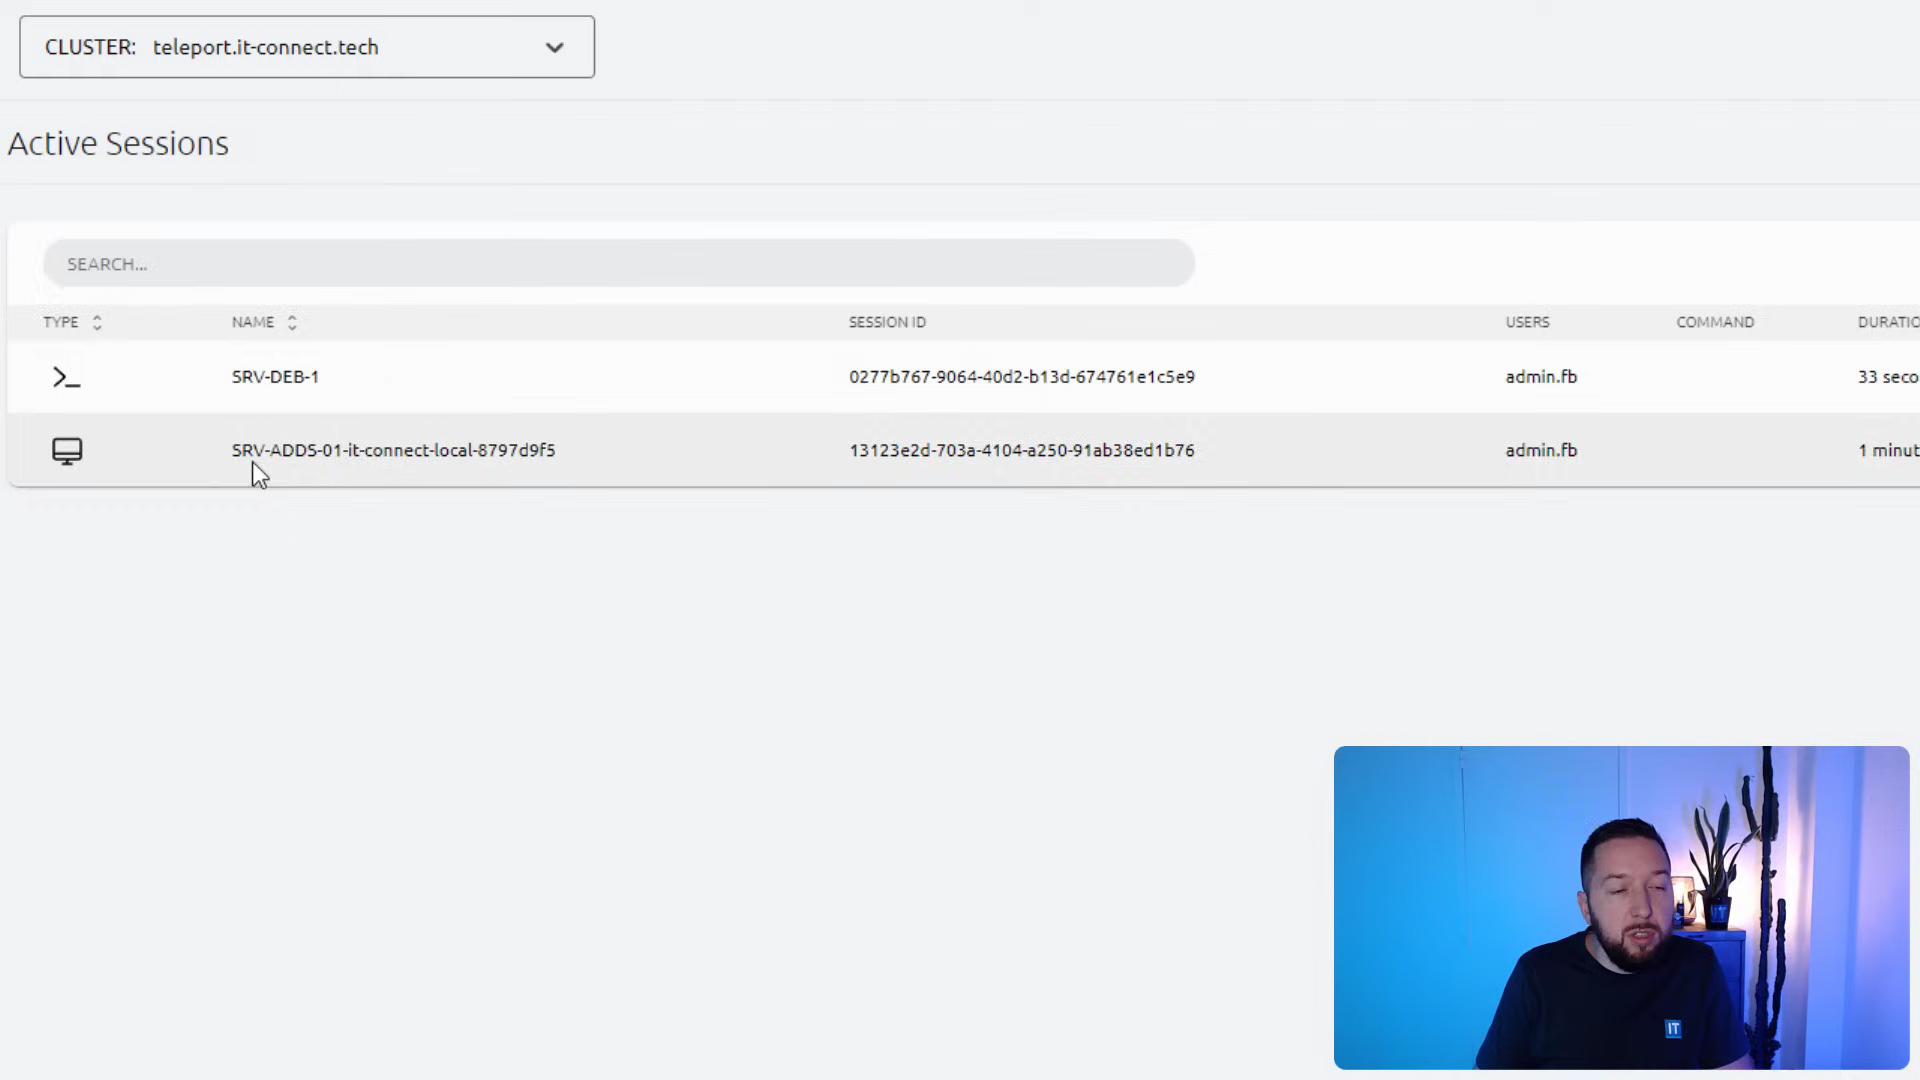 CLUSTER: teleport.it-connect.tech
Active Sessions
SEARCH...
TYPE NAME SESSION ID USERS COMMAND DURATIO
SRV-DEB-1 0277b767-9064-40d2-b13d-674761e1c5e9 admin.fb 33 seco
SRV-ADDS-01-it-connect-local-8797d9f5 13123e2d-703a-4104-a250-91ab38ed1b76 admin.fb 1 minut
IT